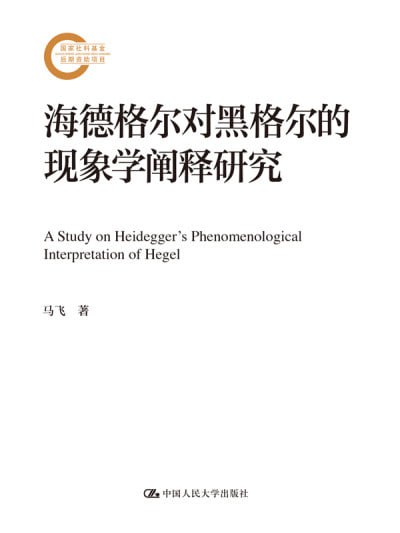 国家社科基金
后期资助项目
海德格尔对黑格尔的
现象学阐释研究
A Study on Heidegger's Phenomenological
Interpretation of Hegel
马飞 著
中国人民大学出版社